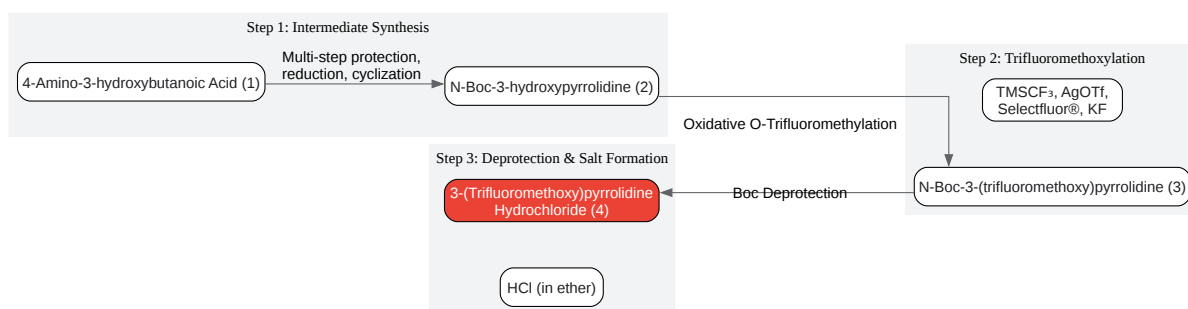 Step 1: Intermediate Synthesis
4-Amino-3-hydroxybutanoic Acid (1)
Multi-step protection,
reduction, cyclization
N-Boc-3-hydroxypyrrolidine (2)
Step 2: Trifluoromethoxylation
TMSCF₃, AgOTf,
Selectfluor®, KF
Oxidative O-Trifluoromethylation
N-Boc-3-(trifluoromethoxy)pyrrolidine (3)
Boc Deprotection
Step 3: Deprotection & Salt Formation
3-(Trifluoromethoxy)pyrrolidine
Hydrochloride (4)
HCl (in ether)